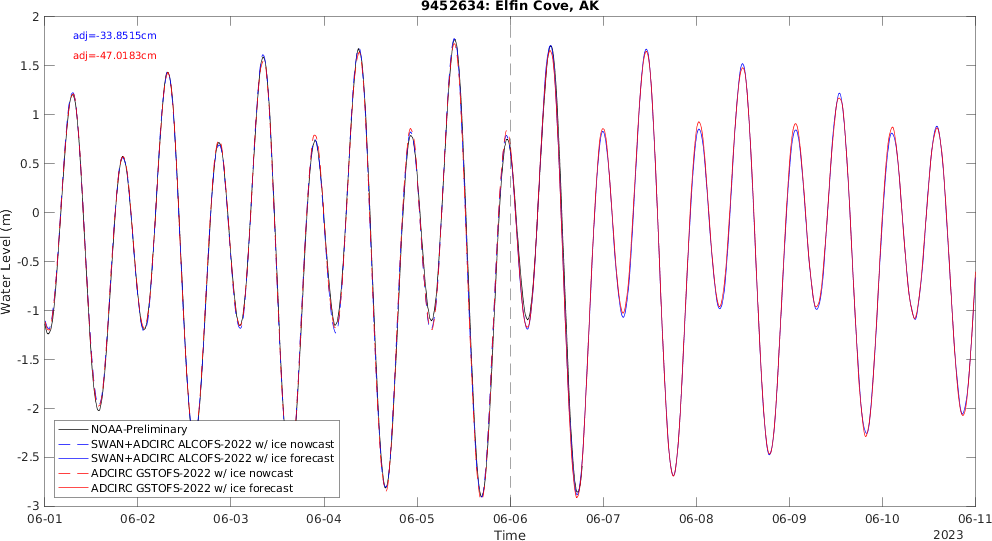 9452634: Elfin Cove, AK
adj=-33.8515cm
adj=-47.0183cm
Water Level (m)
2
1.5
1
0.5
0
-0.5
-1
-1.5
-2
-2.5
-3
NOAA-Preliminary
SWAN+ADCIRC ALCOFS-2022 w/ ice nowcast
SWAN+ADCIRC ALCOFS-2022 w/ ice forecast
ADCIRC GSTOFS-2022 w/ ice nowcast
ADCIRC GSTOFS-2022 w/ ice forecast
06-01 06-02 06-03 06-04 06-05 06-06 06-07 06-08 06-09 06-10 06-11
Time
2023